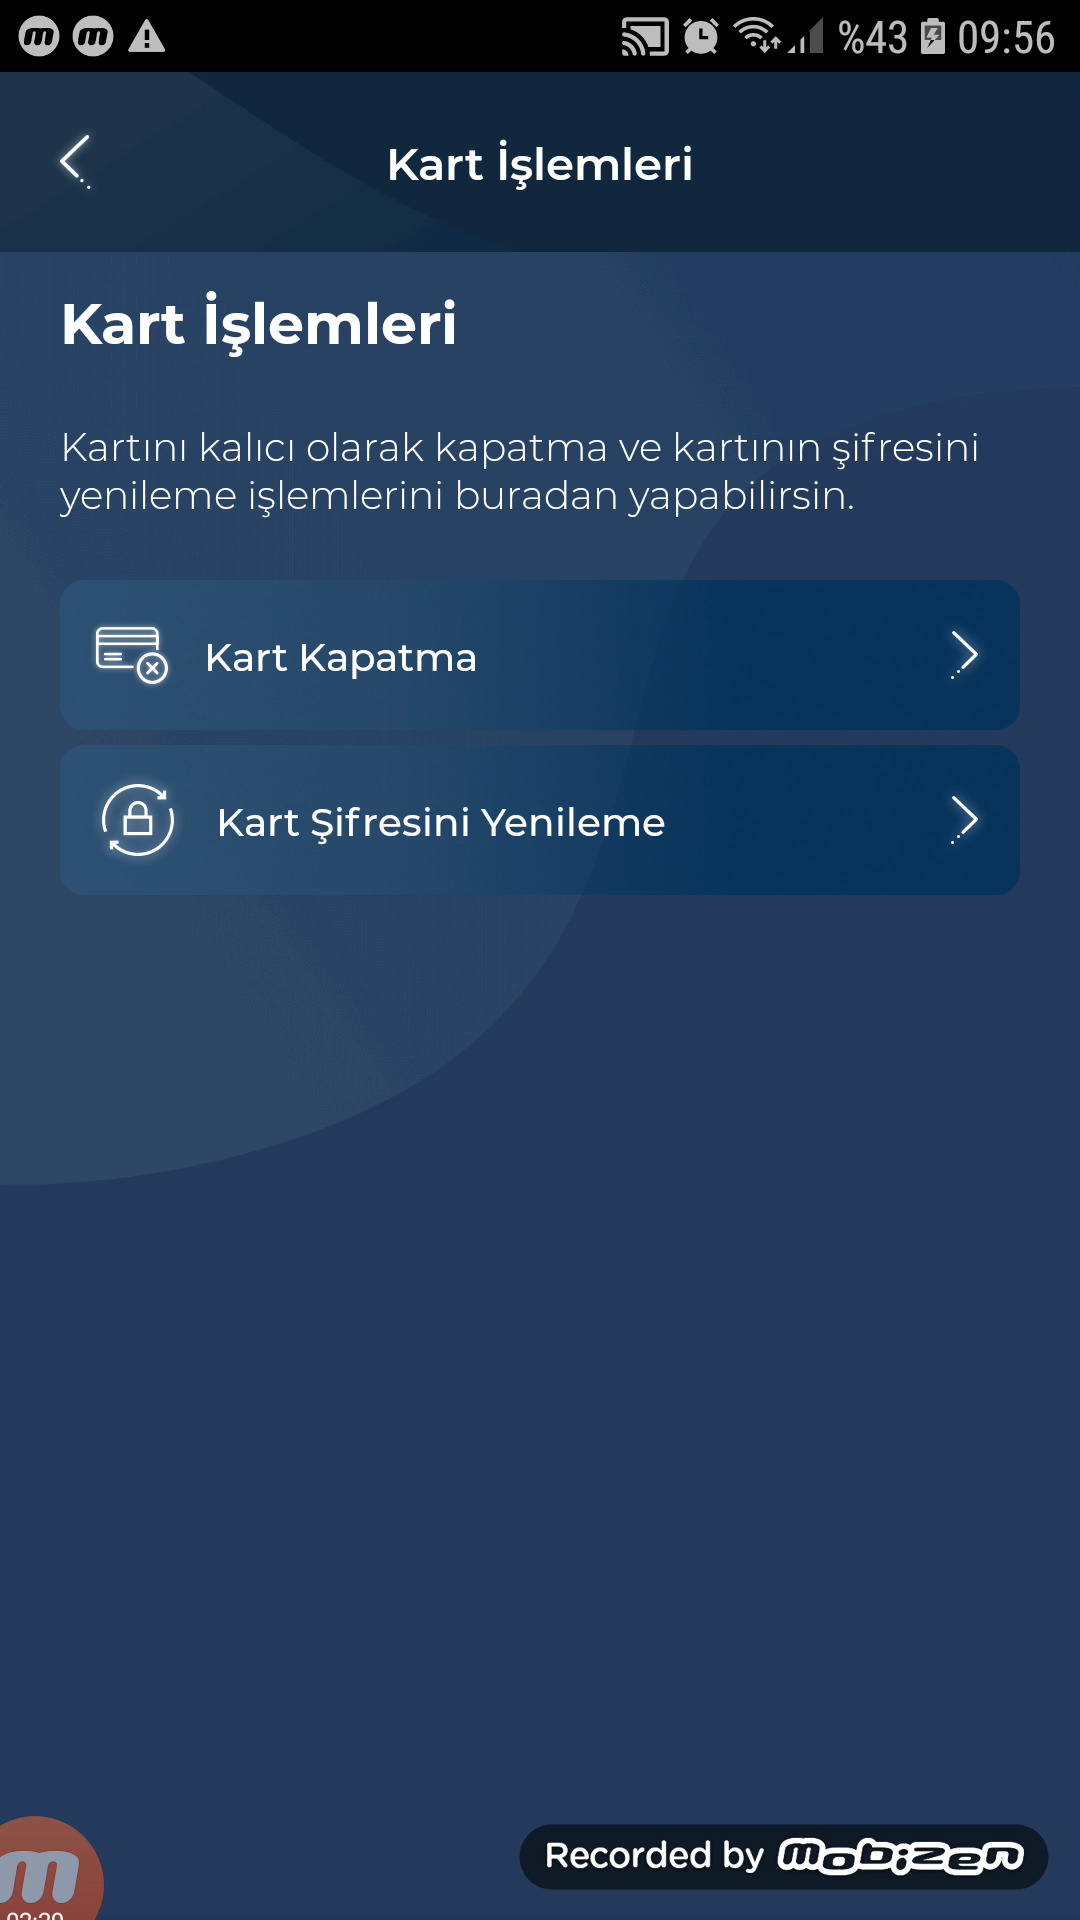 %43 09:56
Kart İşlemleri
Kart İşlemleri
Kartını kalıcı olarak kapatma ve kartının şifresini
yenileme işlemlerini buradan yapabilirsin.
Kart Kapatma
Kart Şifresini Yenileme
Recorded by mobizen